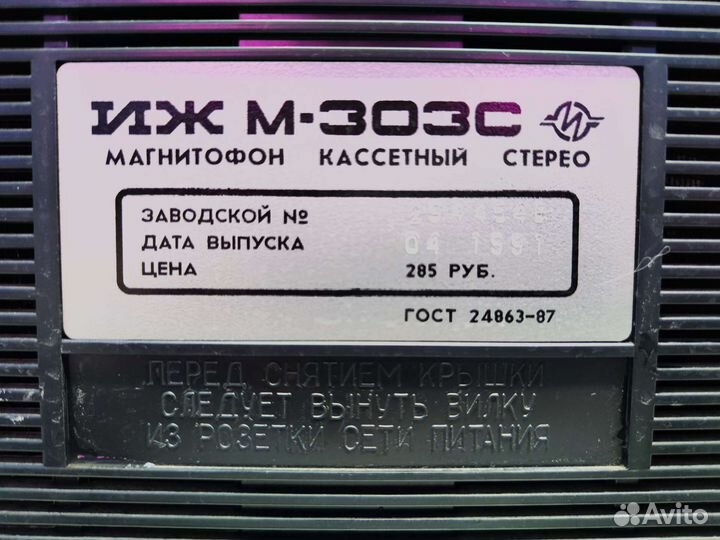 ИЖ М-303С
МАГНИТОФОН КАССЕТНЫЙ СТЕРЕО
ЗАВОДСКОЙ №
ДАТА ВЫПУСКА 04 1991
ЦЕНА 285 РУБ.
ГОСТ 24863-87
ПЕРЕД СНЯТИЕМ КРЫШКИ
СЛЕДУЕТ ВЫНУТЬ ВИЛКУ
ИЗ РОЗЕТКИ СЕТИ ПИТАНИЯ
Avito